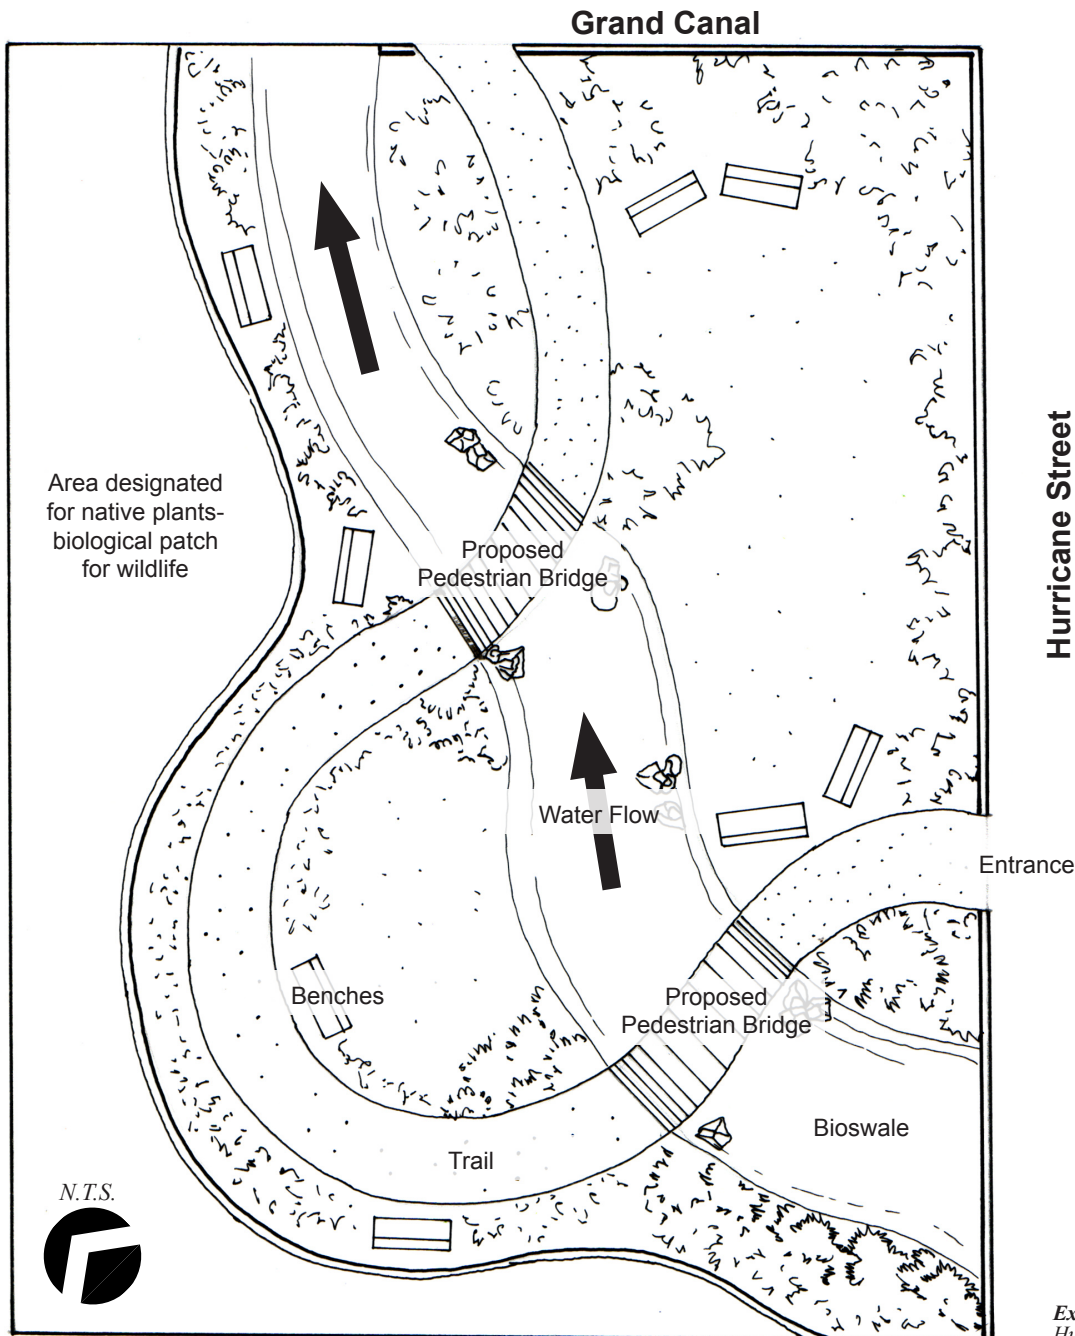 Grand Canal
Area designated
for native plants-
biological patch
for wildlife
Hurricane Street
Proposed
Pedestrian Bridge
Water Flow
Entrance
Benches
Proposed
Pedestrian Bridge
Bioswale
Trail
N.T.S.